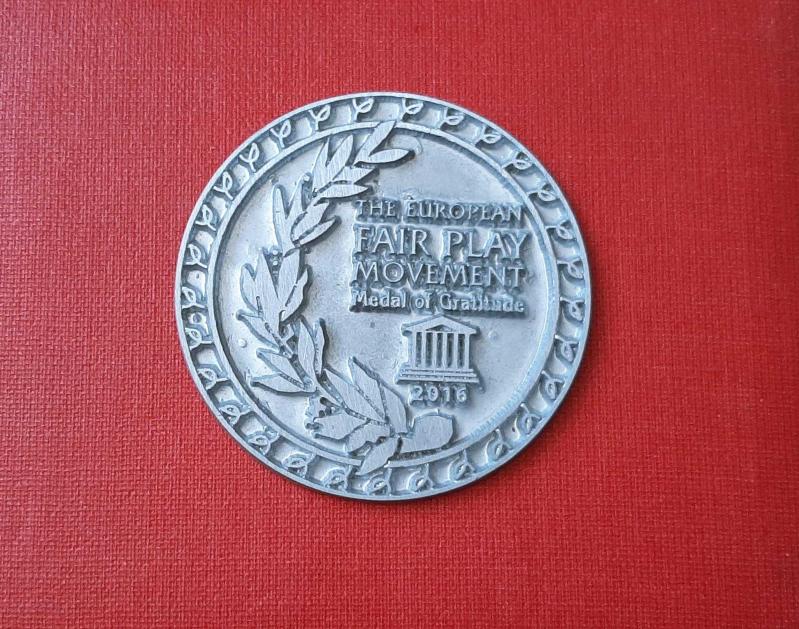 THE EUROPEAN
FAIR PLAY
MOVEMENT
Medal of Gratitude
2016